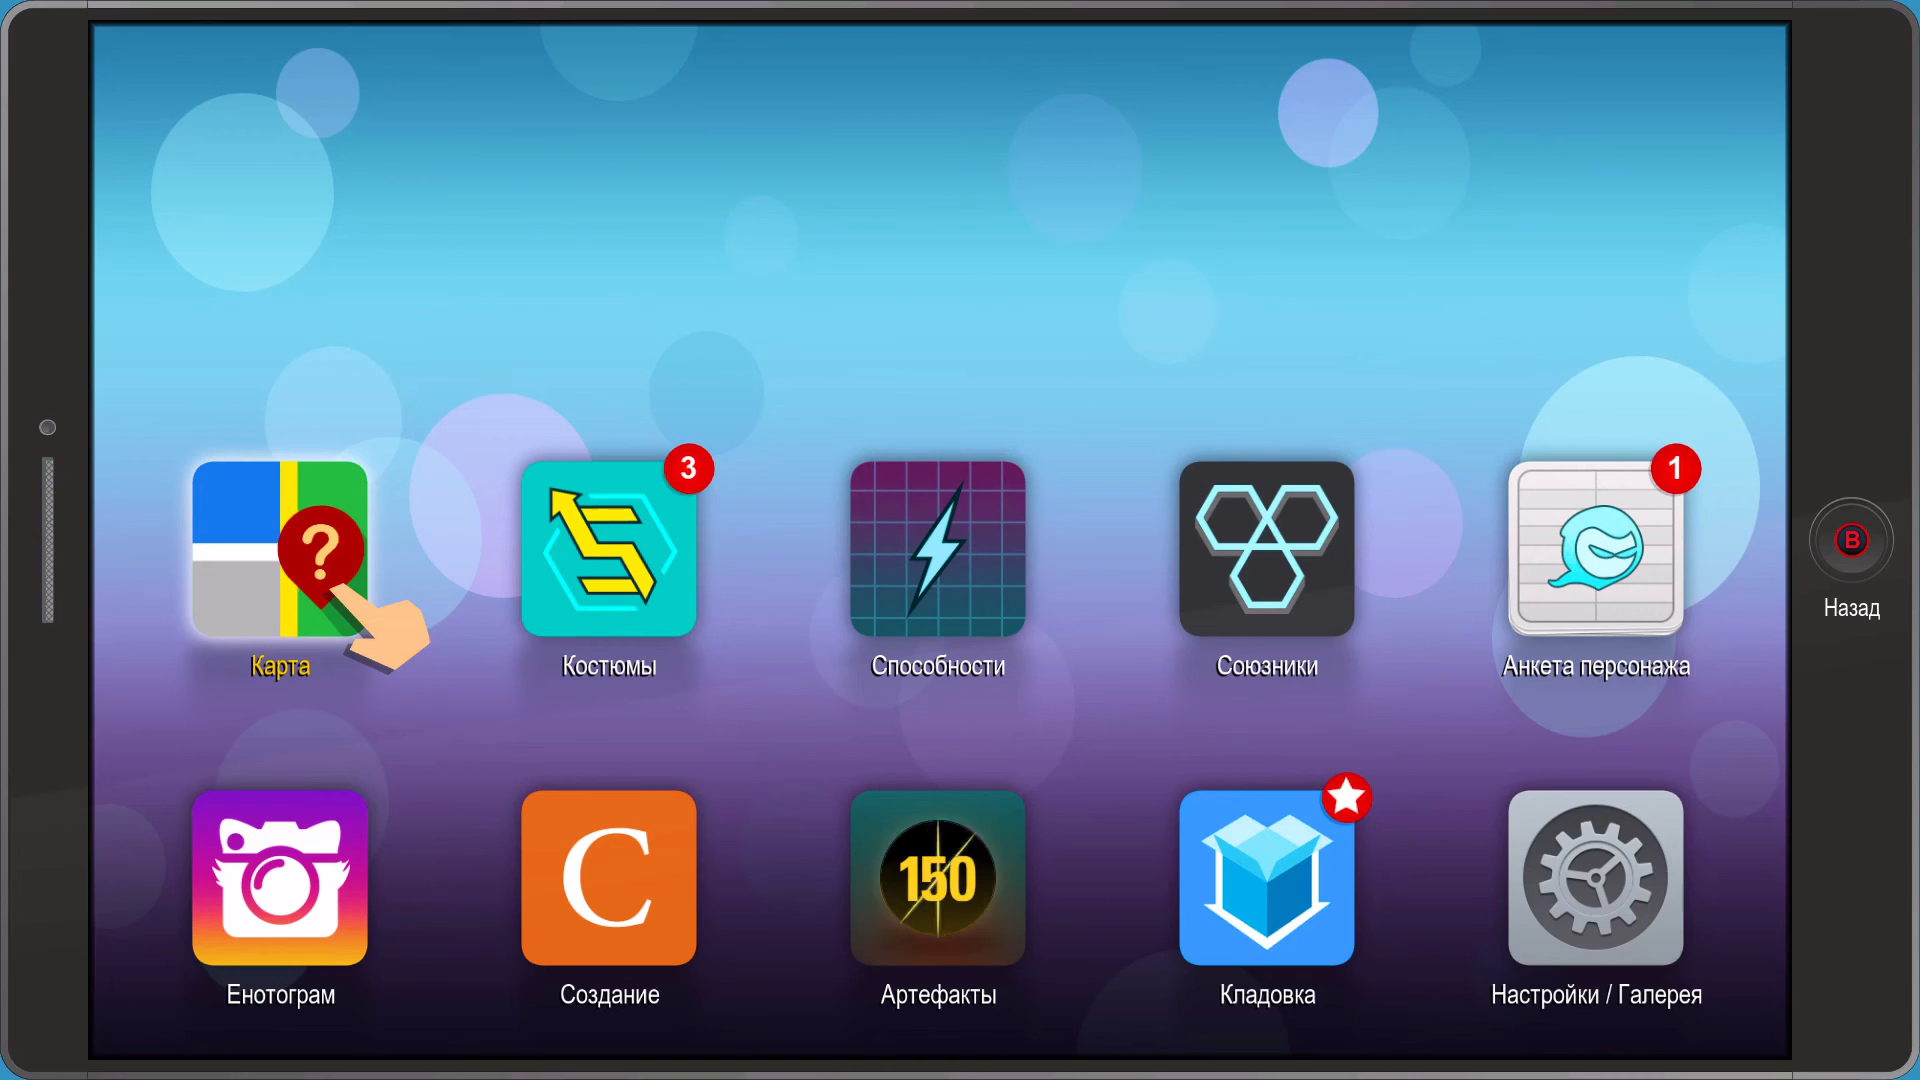 ?
Карта
3
Костюмы
Способности
Союзники
1
Анкета персонажа
B
Назад
Енотограм
C
Создание
150
Артефакты
Кладовка
Настройки / Галерея